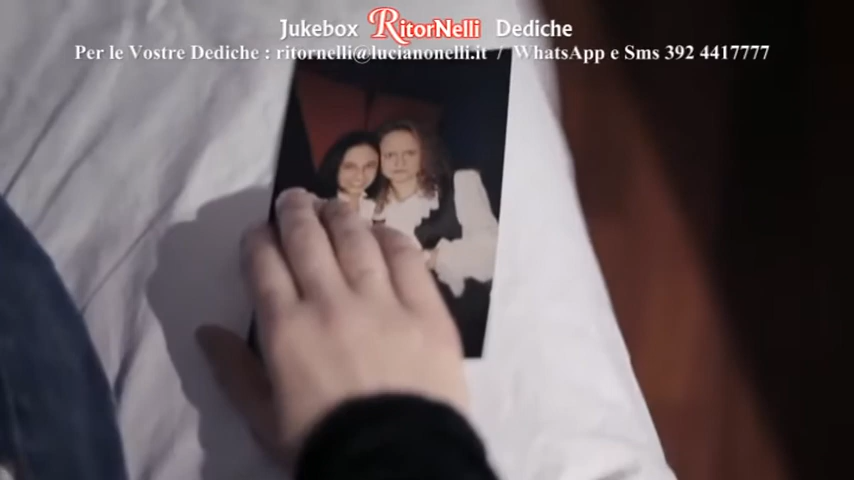 Jukebox RitorNelli Dediche
Per le Vostre Dediche : ritornelli@lucianonelli.it / WhatsApp e Sms 392 4417777